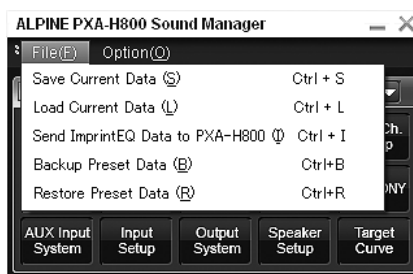 ALPINE PXA-H800 Sound Manager
File(F) Option(O)
Save Current Data (S) Ctrl + S
Load Current Data (L) Ctrl + L
Send ImprintEQ Data to PXA-H800 (I) Ctrl + I
Backup Preset Data (B) Ctrl+B
Restore Preset Data (R) Ctrl+R
AUX Input System
Input Setup
Output System
Speaker Setup
Target Curve